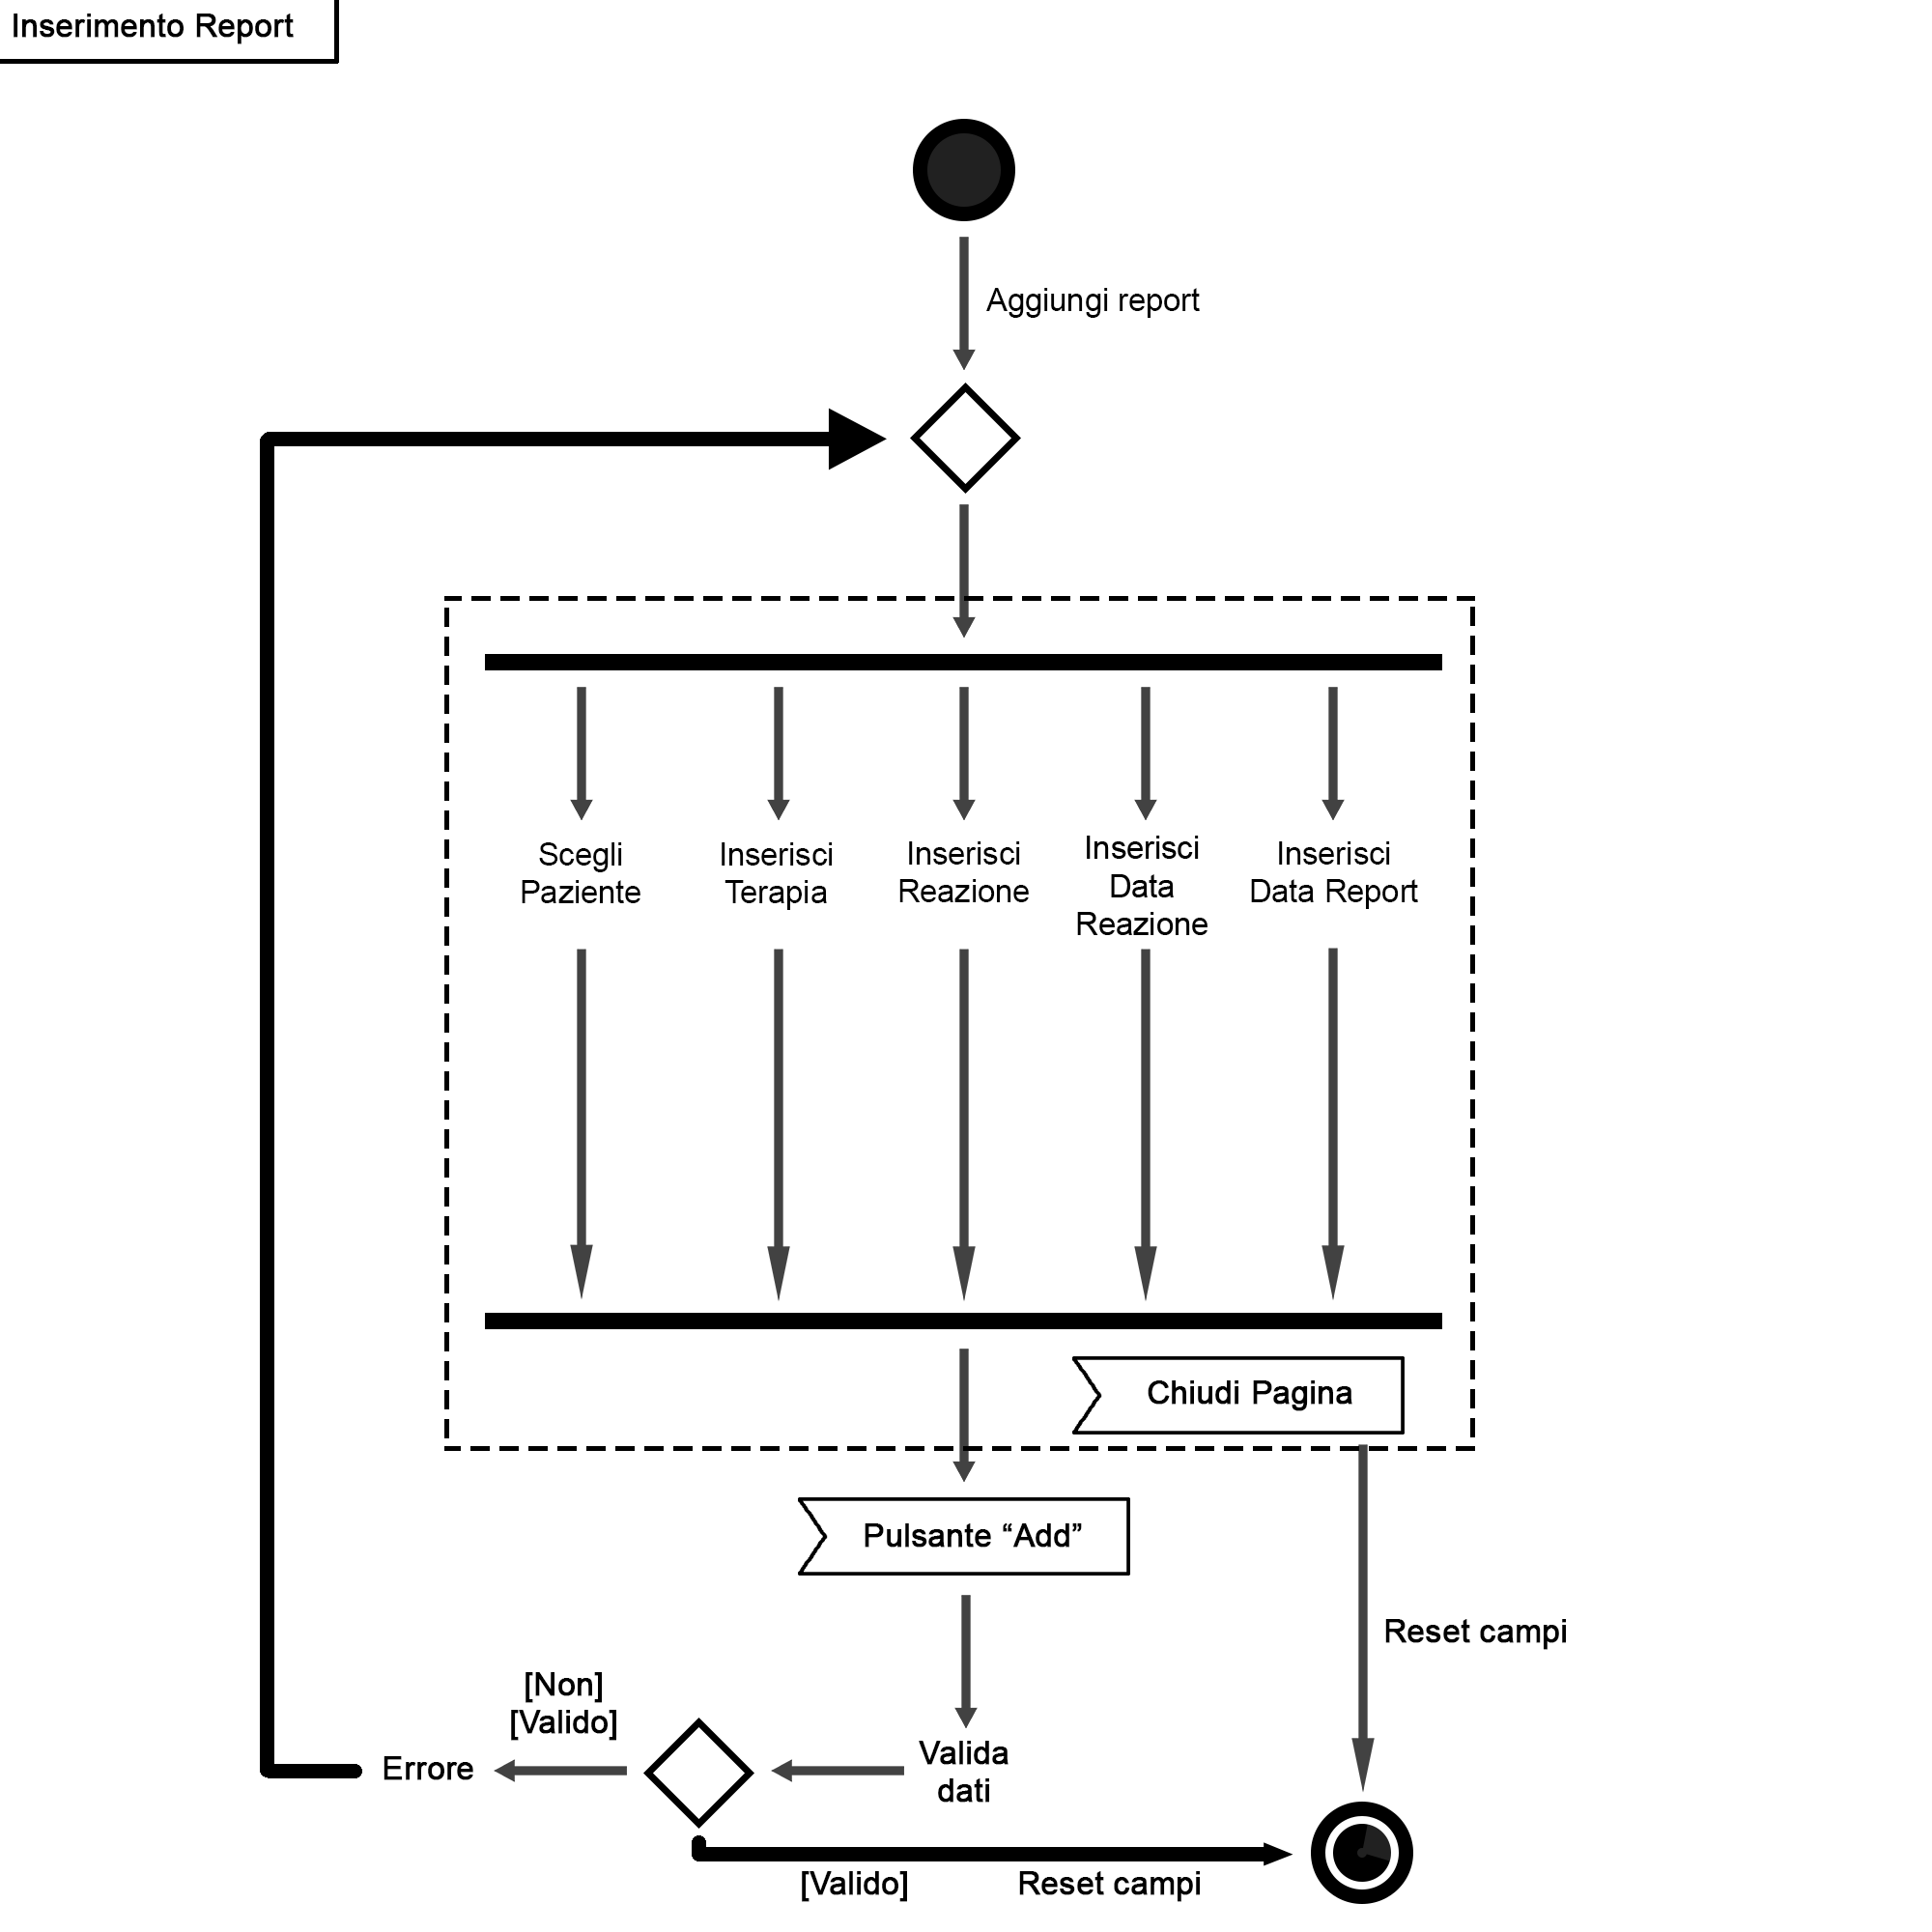 Inserimento Report
Aggiungi report
Scegli
Paziente
Inserisci
Terapia
Inserisci
Reazione
Inserisci
Data
Reazione
Inserisci
Data Report
Chiudi Pagina
Pulsante “Add”
Reset campi
[Non]
[Valido]
Errore
Valida
dati
[Valido]
Reset campi